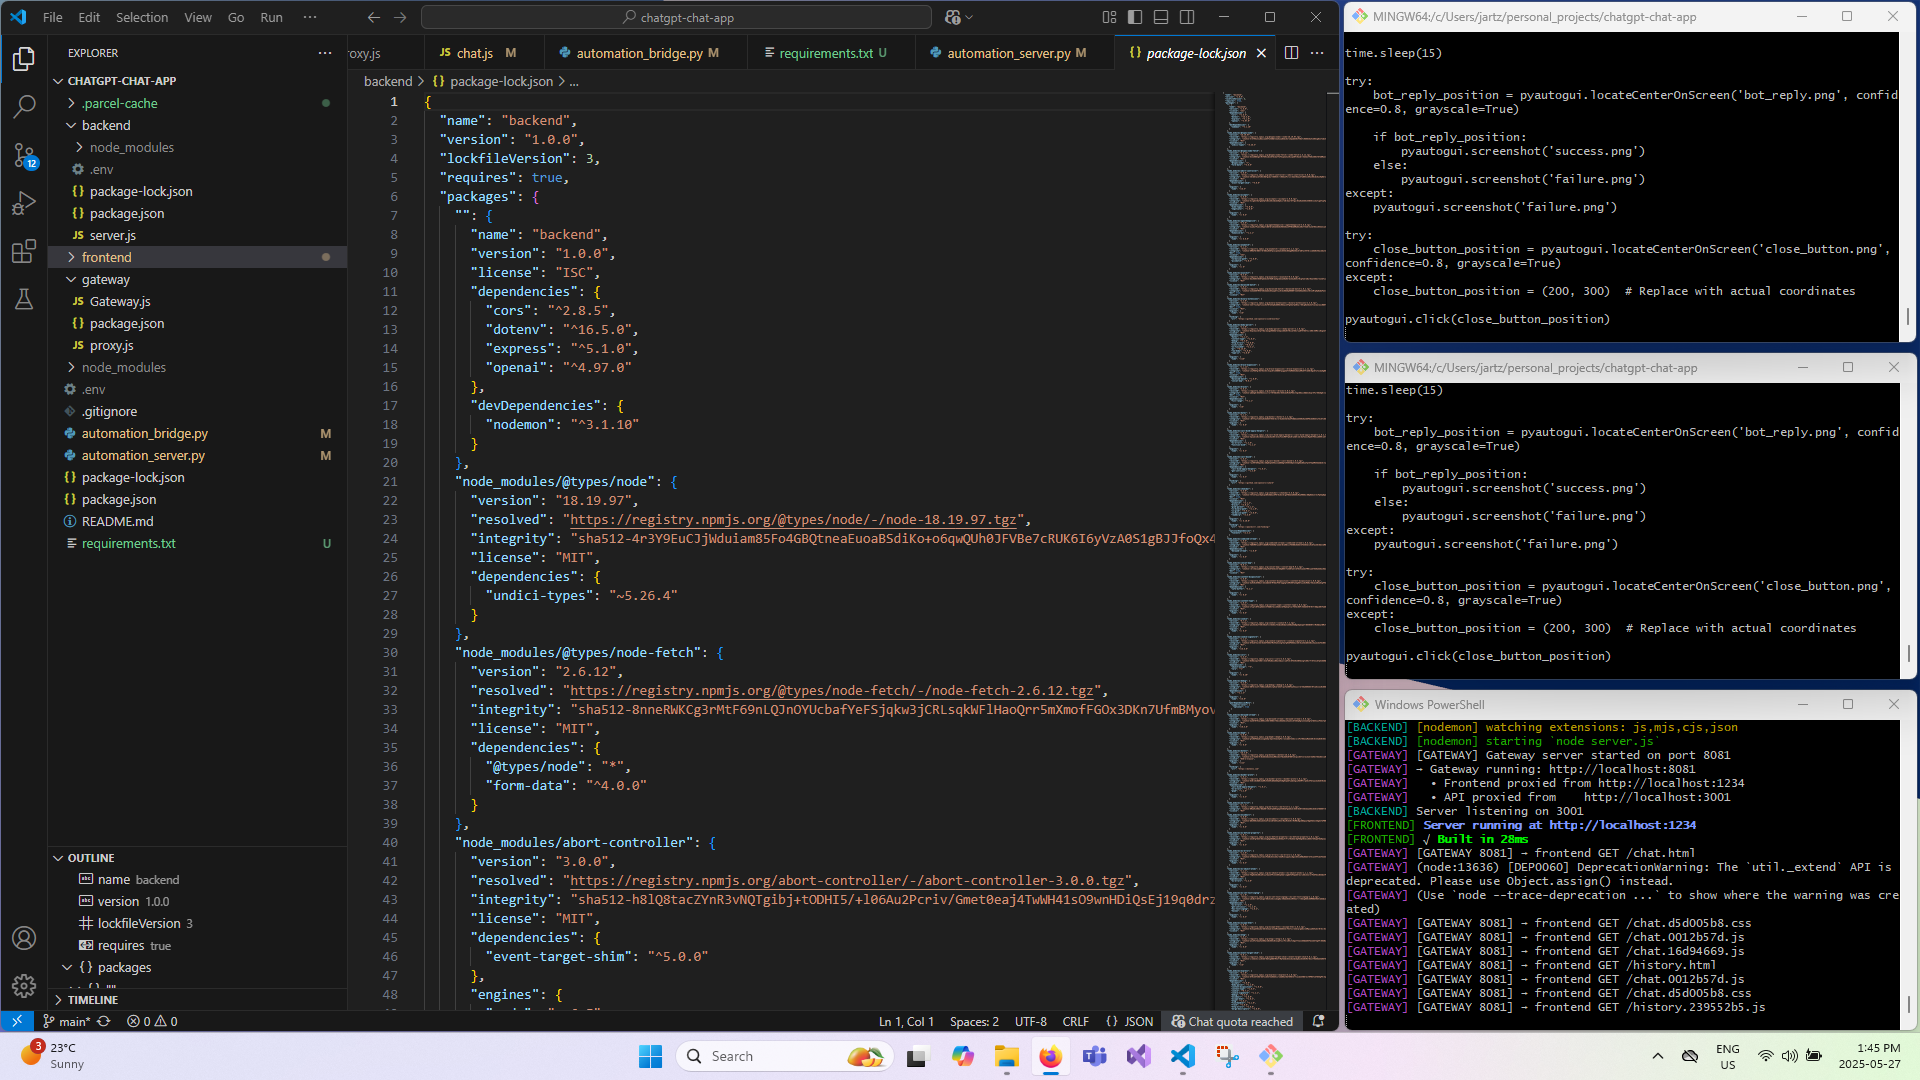 File Edit Selection View Go Run ···
chatgpt-chat-app
EXPLORER
CHATGPT-CHAT-APP
.parcel-cache
backend
node_modules
.env
package-lock.json
package.json
server.js
frontend
gateway
Gateway.js
package.json
proxy.js
node_modules
.env
.gitignore
automation_bridge.py M
automation_server.py M
package-lock.json
package.json
README.md
requirements.txt U
12
OUTLINE
name backend
version 1.0.0
lockfileVersion 3
requires true
packages
TIMELINE
main* 0 0
oxy.js
JS chat.js M
automation_bridge.py M
requirements.txt U
automation_server.py M
{} package-lock.json
backend > {} package-lock.json > ...
1 {
2 "name": "backend",
3 "version": "1.0.0",
4 "lockfileVersion": 3,
5 "requires": true,
6 "packages": {
7 "": {
8 "name": "backend",
9 "version": "1.0.0",
10 "license": "ISC",
11 "dependencies": {
12 "cors": "^2.8.5",
13 "dotenv": "^16.5.0",
14 "express": "^5.1.0",
15 "openai": "^4.97.0"
16 },
17 "devDependencies": {
18 "nodemon": "^3.1.10"
19 }
20 },
21 "node_modules/@types/node": {
22 "version": "18.19.97",
23 "resolved": "https://registry.npmjs.org/@types/node/-/node-18.19.97.tgz",
24 "integrity": "sha512-4r3Y9EuCJjWduiam85Fo4GBQtneaEuoaBSdiKo+o6qwQUh0JFVBe7cRUK6I6yVzA0S1gBJJfoQx4
25 "license": "MIT",
26 "dependencies": {
27 "undici-types": "~5.26.4"
28 }
29 },
30 "node_modules/@types/node-fetch": {
31 "version": "2.6.12",
32 "resolved": "https://registry.npmjs.org/@types/node-fetch/-/node-fetch-2.6.12.tgz",
33 "integrity": "sha512-8nneRWKCg3rMtF69nLQJnOYUcbafYeFSjqkw3jCRLsqkWFlHaoQrr5mXmofFGOx3DKn7UfmBMyov
34 "license": "MIT",
35 "dependencies": {
36 "@types/node": "*",
37 "form-data": "^4.0.0"
38 }
39 },
40 "node_modules/abort-controller": {
41 "version": "3.0.0",
42 "resolved": "https://registry.npmjs.org/abort-controller/-/abort-controller-3.0.0.tgz",
43 "integrity": "sha512-h8lQ8tacZYnR3vNQTgibj+tODHI5/+l06Au2Pcriv/Gmet0eaj4TwWH41sO9wnHDiQsEj19q0drz
44 "license": "MIT",
45 "dependencies": {
46 "event-target-shim": "^5.0.0"
47 },
48 "engines": {
Ln 1, Col 1 Spaces: 2 UTF-8 CRLF {} JSON Chat quota reached
MINGW64:/c/Users/jartz/personal_projects/chatgpt-chat-app
time.sleep(15)
try:
bot_reply_position = pyautogui.locateCenterOnScreen('bot_reply.png', confid
ence=0.8, grayscale=True)
if bot_reply_position:
pyautogui.screenshot('success.png')
else:
pyautogui.screenshot('failure.png')
except:
pyautogui.screenshot('failure.png')
try:
close_button_position = pyautogui.locateCenterOnScreen('close_button.png',
confidence=0.8, grayscale=True)
except:
close_button_position = (200, 300) # Replace with actual coordinates
pyautogui.click(close_button_position)
MINGW64:/c/Users/jartz/personal_projects/chatgpt-chat-app
time.sleep(15)
try:
bot_reply_position = pyautogui.locateCenterOnScreen('bot_reply.png', confid
ence=0.8, grayscale=True)
if bot_reply_position:
pyautogui.screenshot('success.png')
else:
pyautogui.screenshot('failure.png')
except:
pyautogui.screenshot('failure.png')
try:
close_button_position = pyautogui.locateCenterOnScreen('close_button.png',
confidence=0.8, grayscale=True)
except:
close_button_position = (200, 300) # Replace with actual coordinates
pyautogui.click(close_button_position)
Windows PowerShell
[BACKEND] [nodemon] watching extensions: js,mjs,cjs,json
[BACKEND] [nodemon] starting `node server.js`
[GATEWAY] [GATEWAY] Gateway server started on port 8081
[GATEWAY] → Gateway running: http://localhost:8081
[GATEWAY] • Frontend proxied from http://localhost:1234
[GATEWAY] • API proxied from http://localhost:3001
[BACKEND] Server listening on 3001
[FRONTEND] Server running at http://localhost:1234
[FRONTEND] √ Built in 28ms
[GATEWAY] [GATEWAY 8081] → frontend GET /chat.html
[GATEWAY] (node:13636) [DEP0060] DeprecationWarning: The `util._extend` API is
deprecated. Please use Object.assign() instead.
[GATEWAY] (Use `node --trace-deprecation ...` to show where the warning was cre
ated)
[GATEWAY] [GATEWAY 8081] → frontend GET /chat.d5d005b8.css
[GATEWAY] [GATEWAY 8081] → frontend GET /chat.0012b57d.js
[GATEWAY] [GATEWAY 8081] → frontend GET /chat.16d94669.js
[GATEWAY] [GATEWAY 8081] → frontend GET /history.html
[GATEWAY] [GATEWAY 8081] → frontend GET /chat.0012b57d.js
[GATEWAY] [GATEWAY 8081] → frontend GET /chat.d5d005b8.css
[GATEWAY] [GATEWAY 8081] → frontend GET /history.239552b5.js
3
23°C
Sunny
Search
ENG
US
1:45 PM
2025-05-27